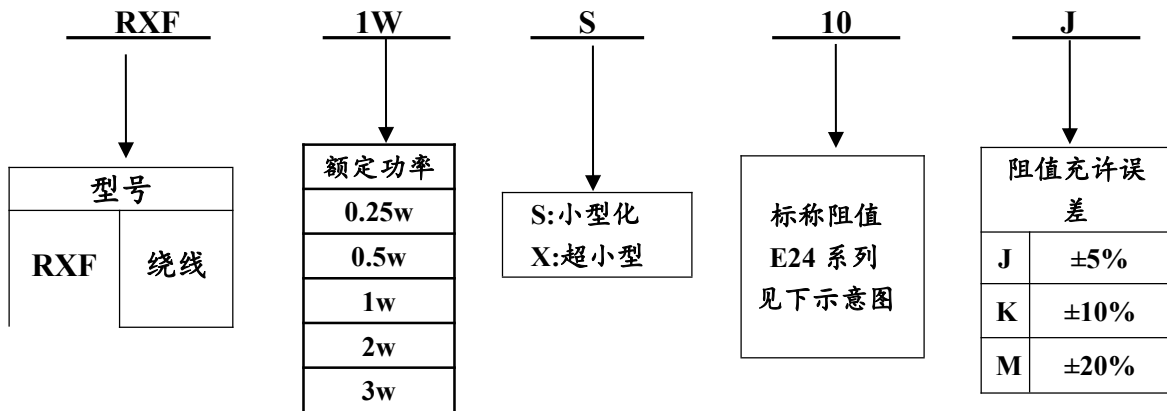 RXF 1W S 10 J
型号
RXF 绕线
额定功率
0.25w
0.5w
1w
2w
3w
S:小型化
X:超小型
标称阻值
E24 系列
见下示意图
阻值充许误
差
J ±5%
K ±10%
M ±20%